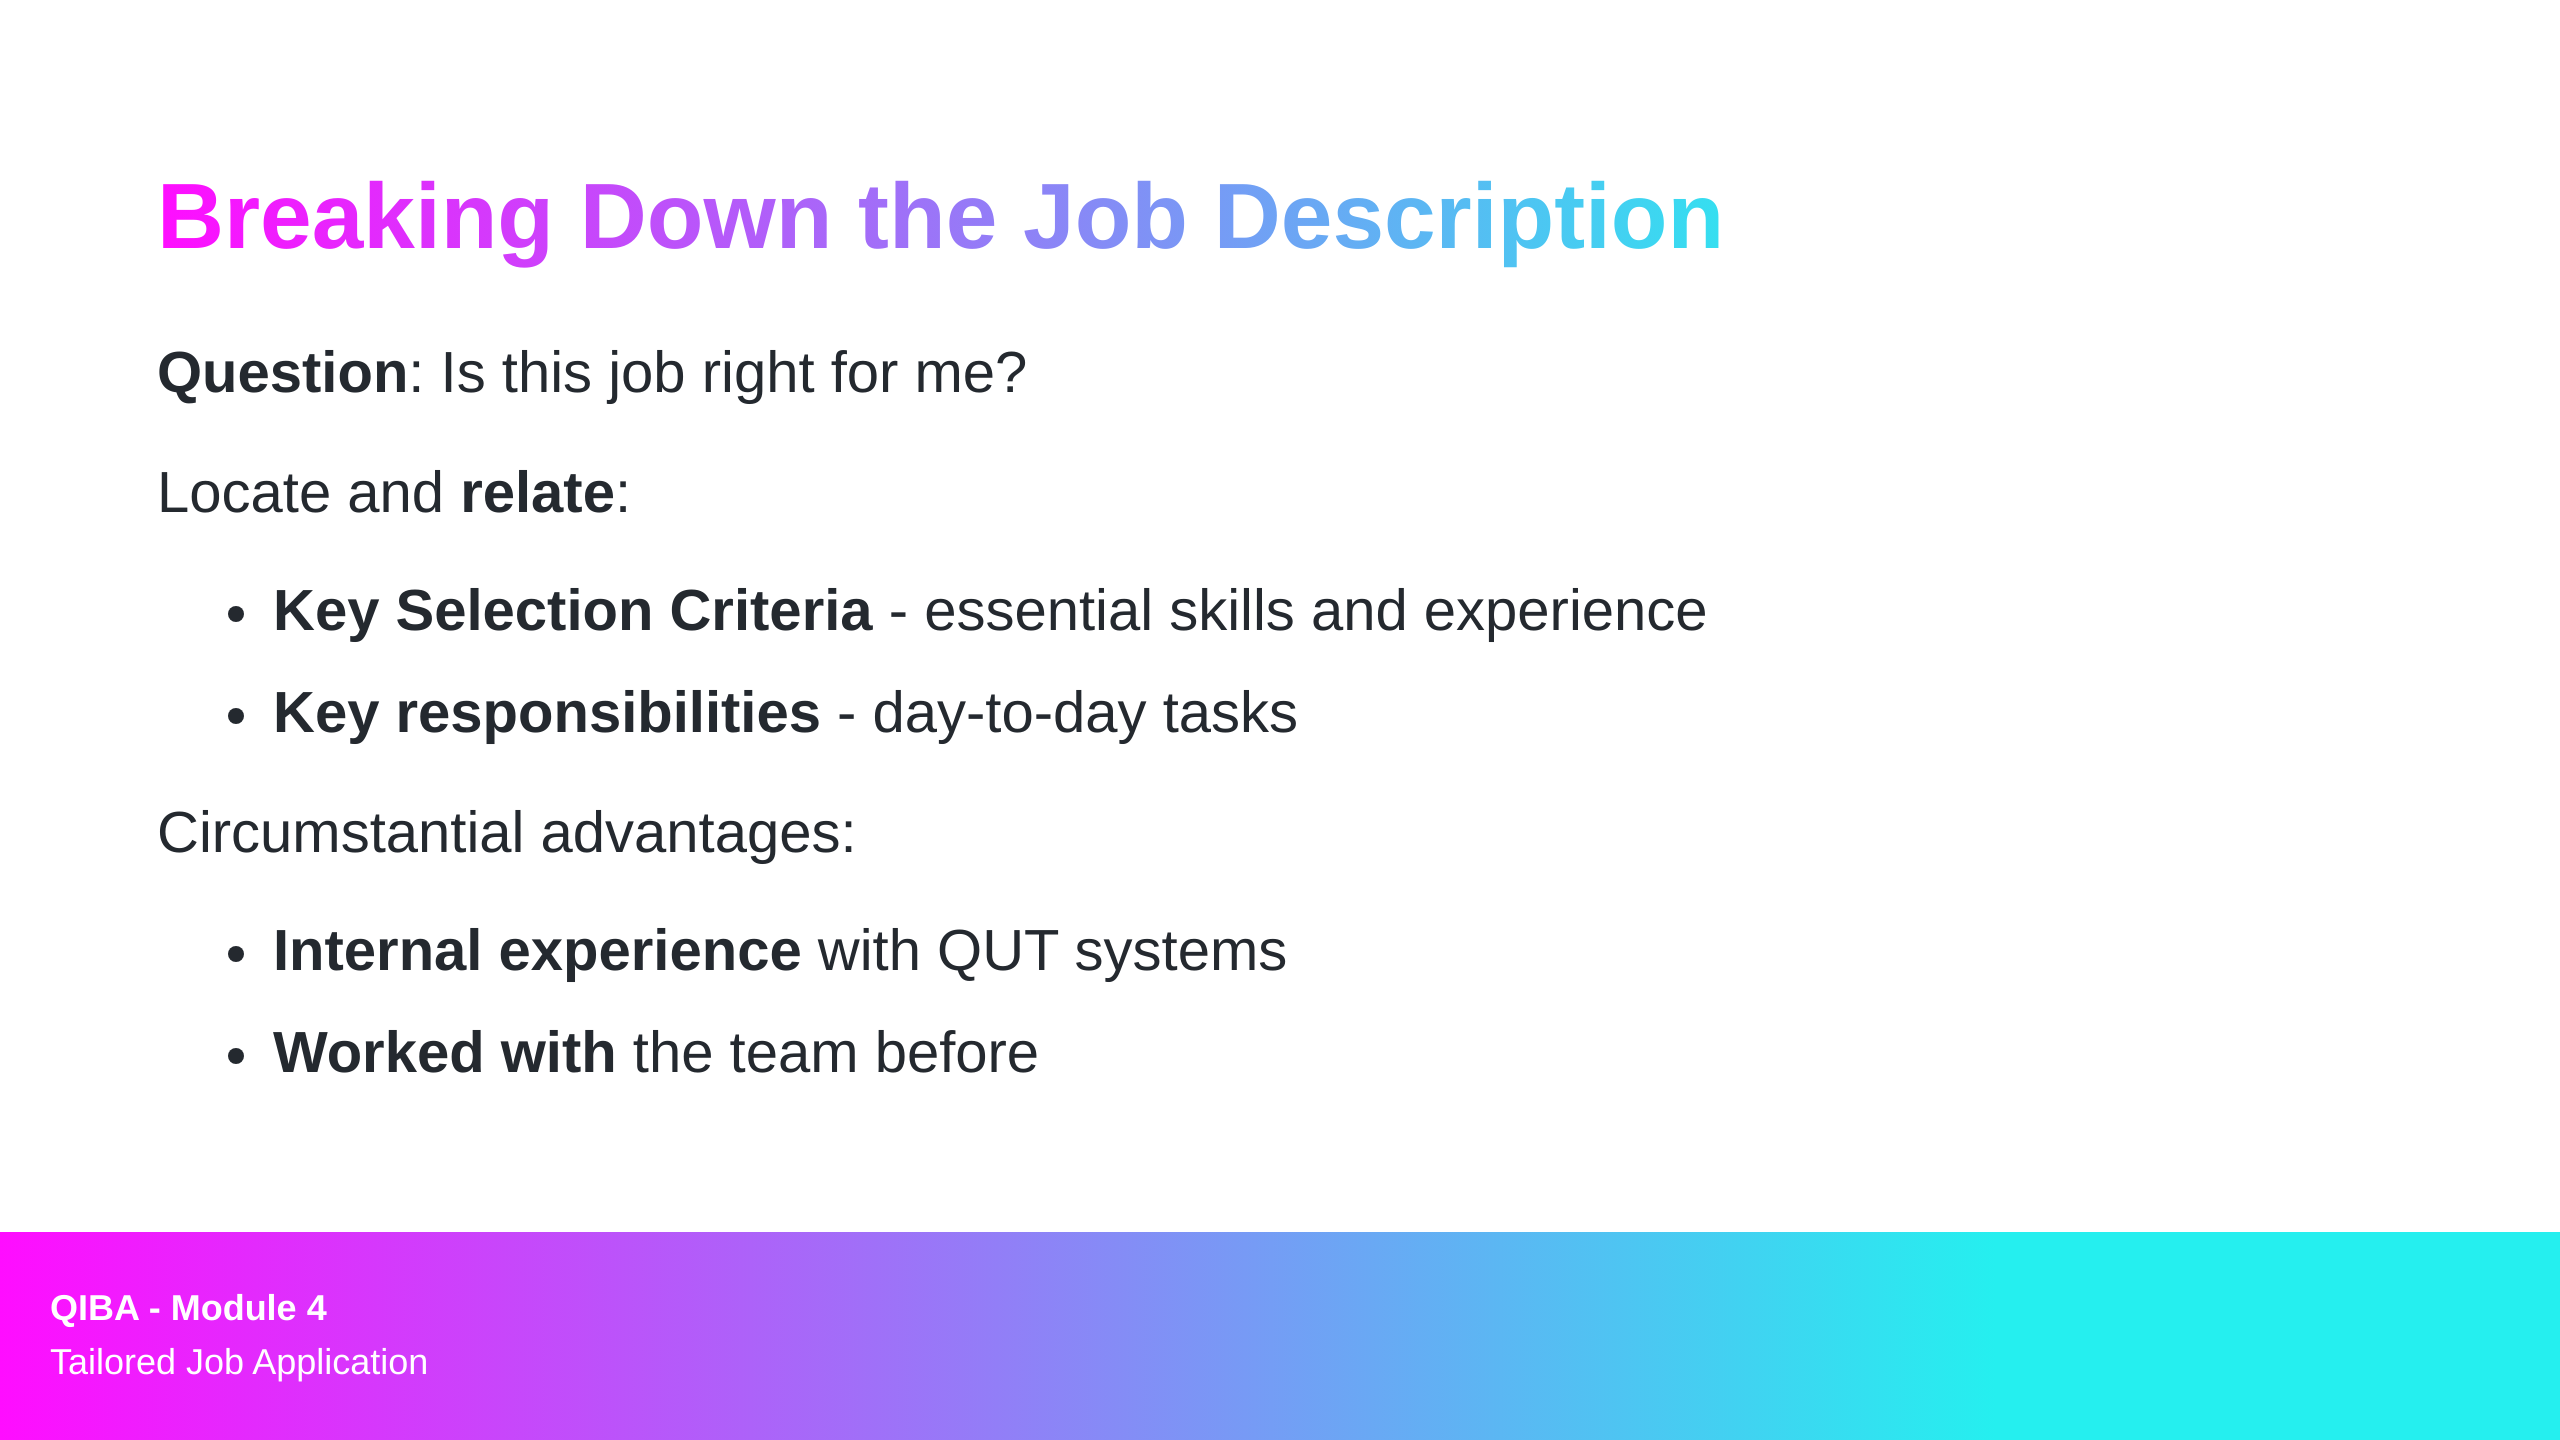 Breaking Down the Job Description
Question: Is this job right for me?
Locate and relate:
• Key Selection Criteria - essential skills and experience
• Key responsibilities - day-to-day tasks
Circumstantial advantages:
• Internal experience with QUT systems
• Worked with the team before
QIBA - Module 4
Tailored Job Application